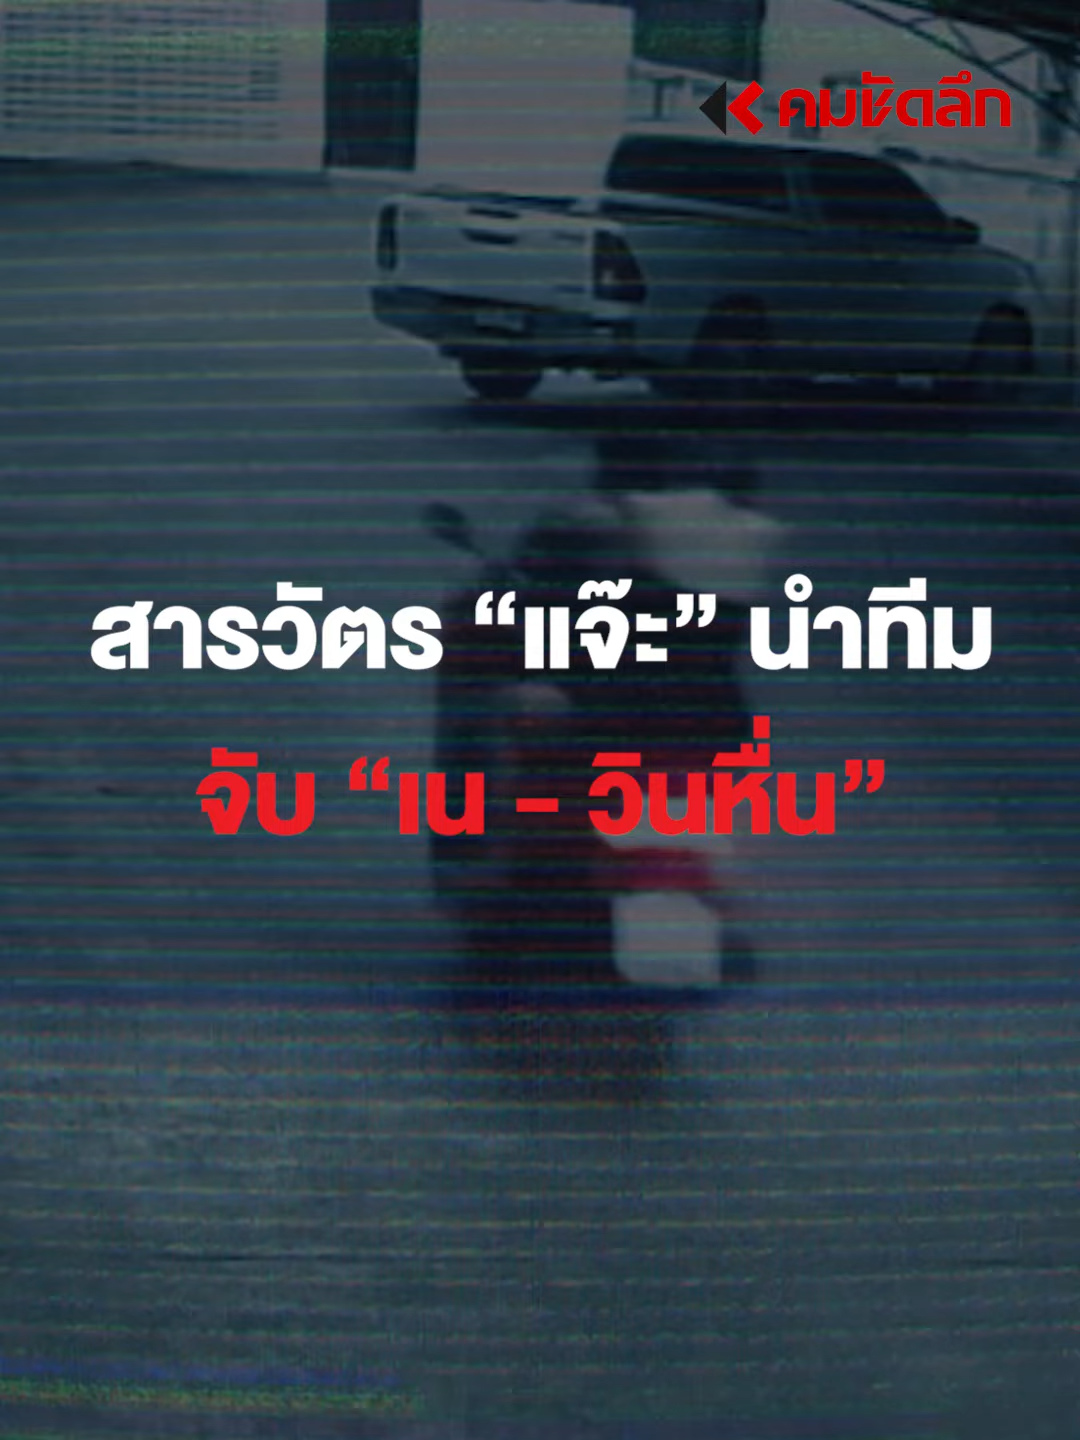 คมชัดลึก
สารวัตร “แจ๊ะ” นำทีม
จับ “เน - วินหื่น”